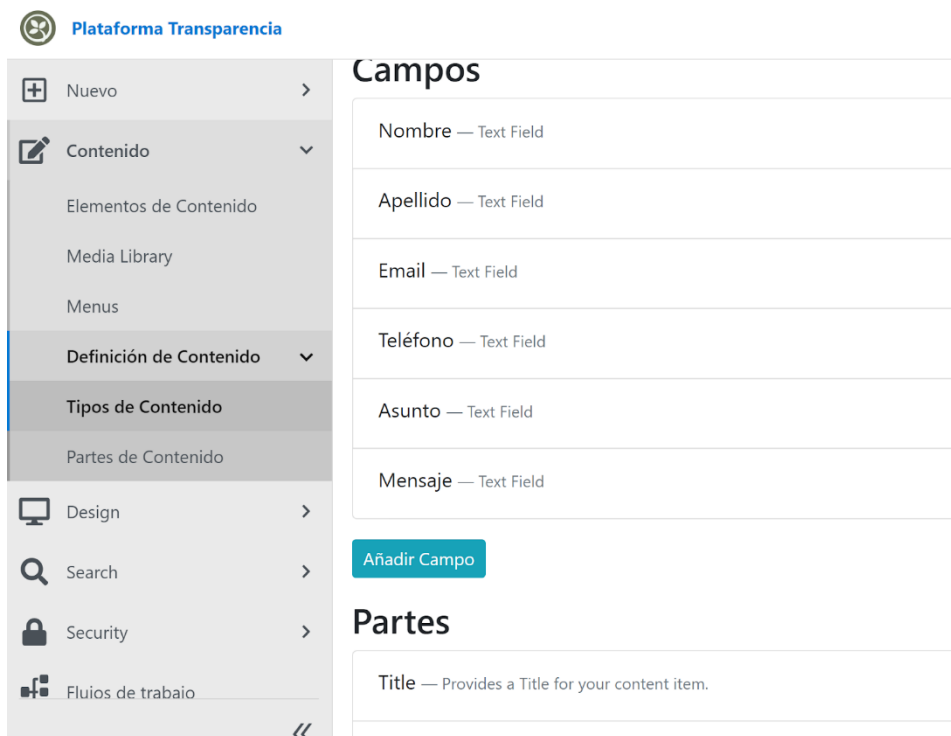 Plataforma Transparencia
Nuevo
Contenido
Elementos de Contenido
Media Library
Menus
Definición de Contenido
Tipos de Contenido
Partes de Contenido
Design
Search
Security
Flujos de trabajo
Campos
Nombre — Text Field
Apellido — Text Field
Email — Text Field
Teléfono — Text Field
Asunto — Text Field
Mensaje — Text Field
Añadir Campo
Partes
Title — Provides a Title for your content item.